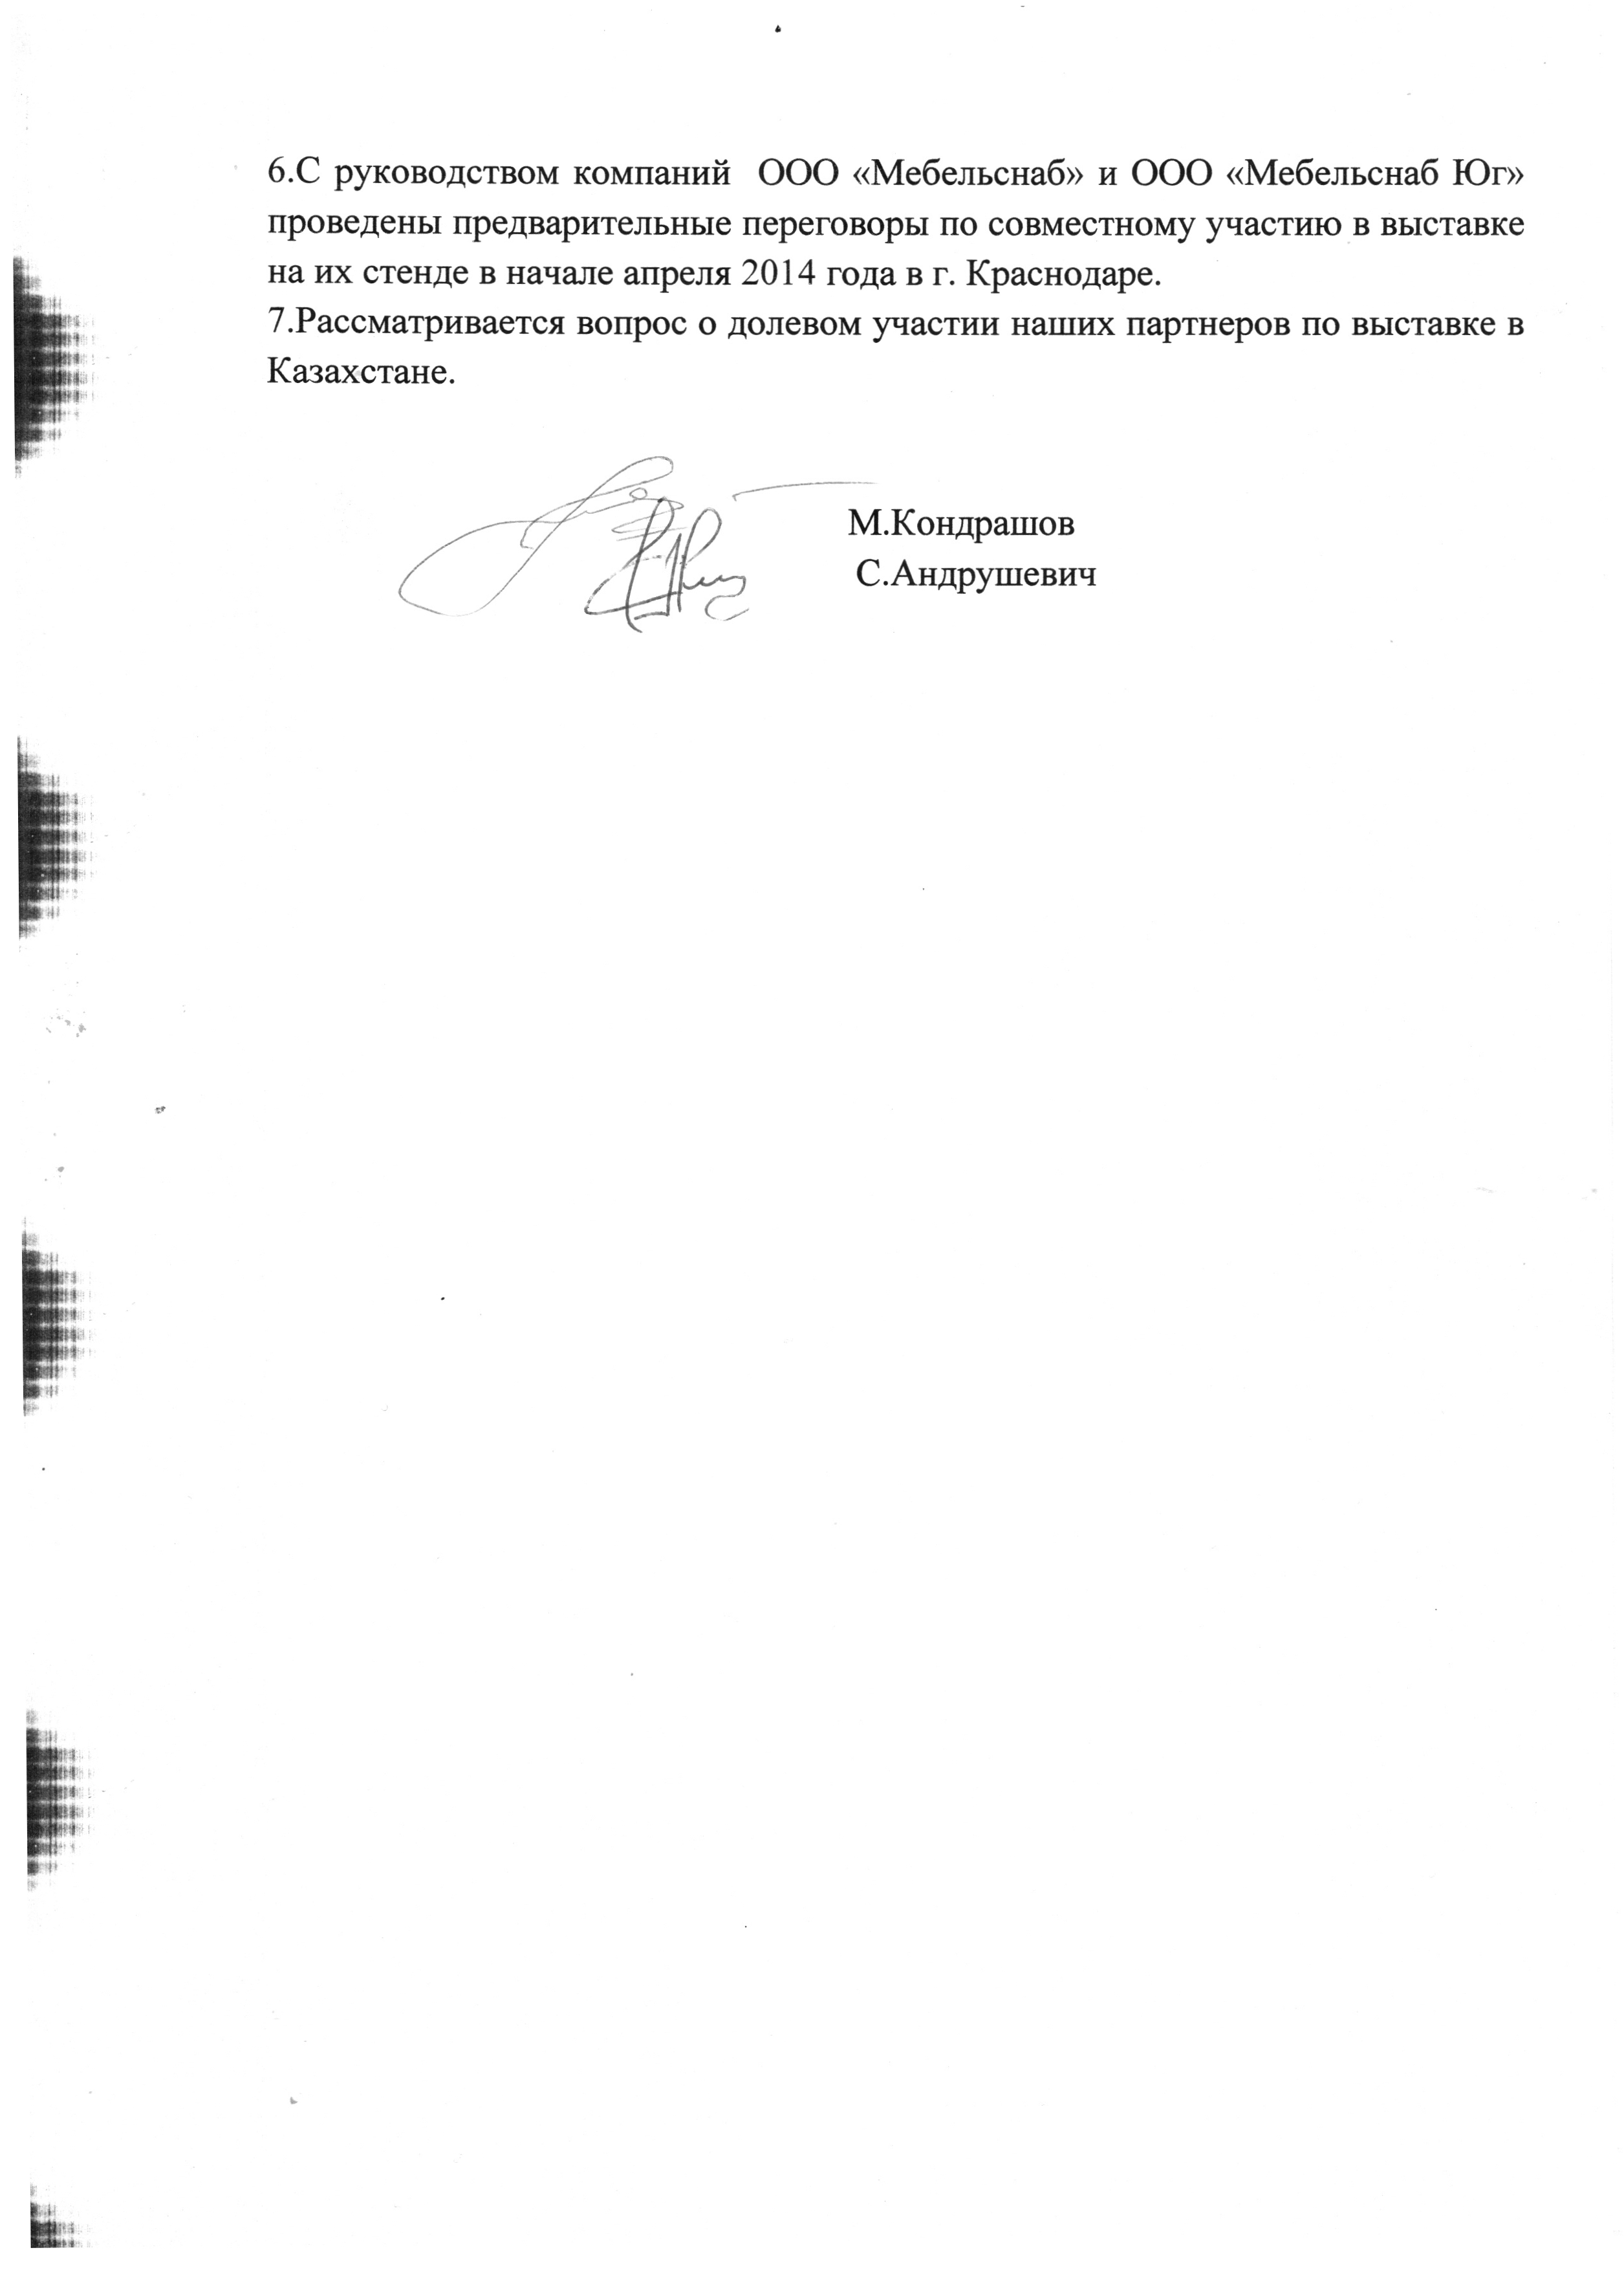 6.С руководством компаний ООО «Мебельснаб» и ООО «Мебельснаб Юг»
проведены предварительные переговоры по совместному участию в выставке
на их стенде в начале апреля 2014 года в г. Краснодаре.
7.Рассматривается вопрос о долевом участии наших партнеров по выставке в
Казахстане.
М.Кондрашов
С.Андрушевич